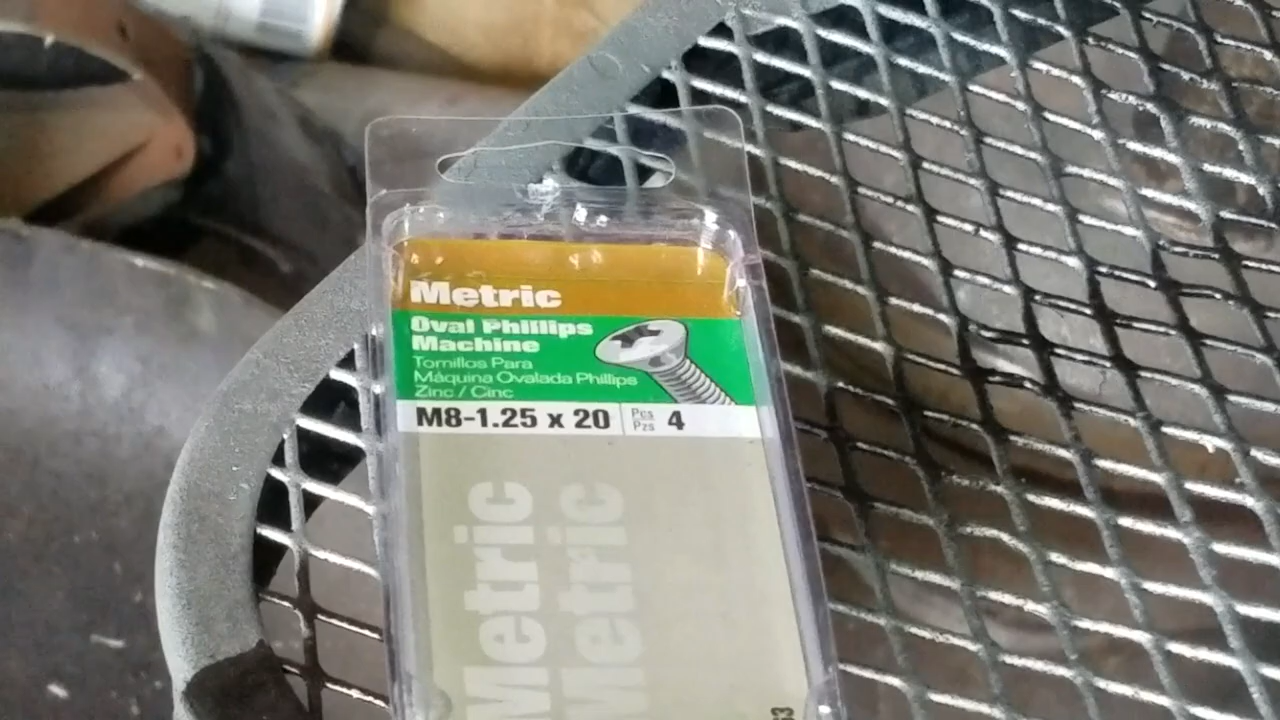 Metric
Oval Phillips
Machine
Tornillos Para
Máquina Ovalada Phillips
Zinc / Cinc
M8-1.25 x 20
Pcs
Pzs
4
Metric
Metric